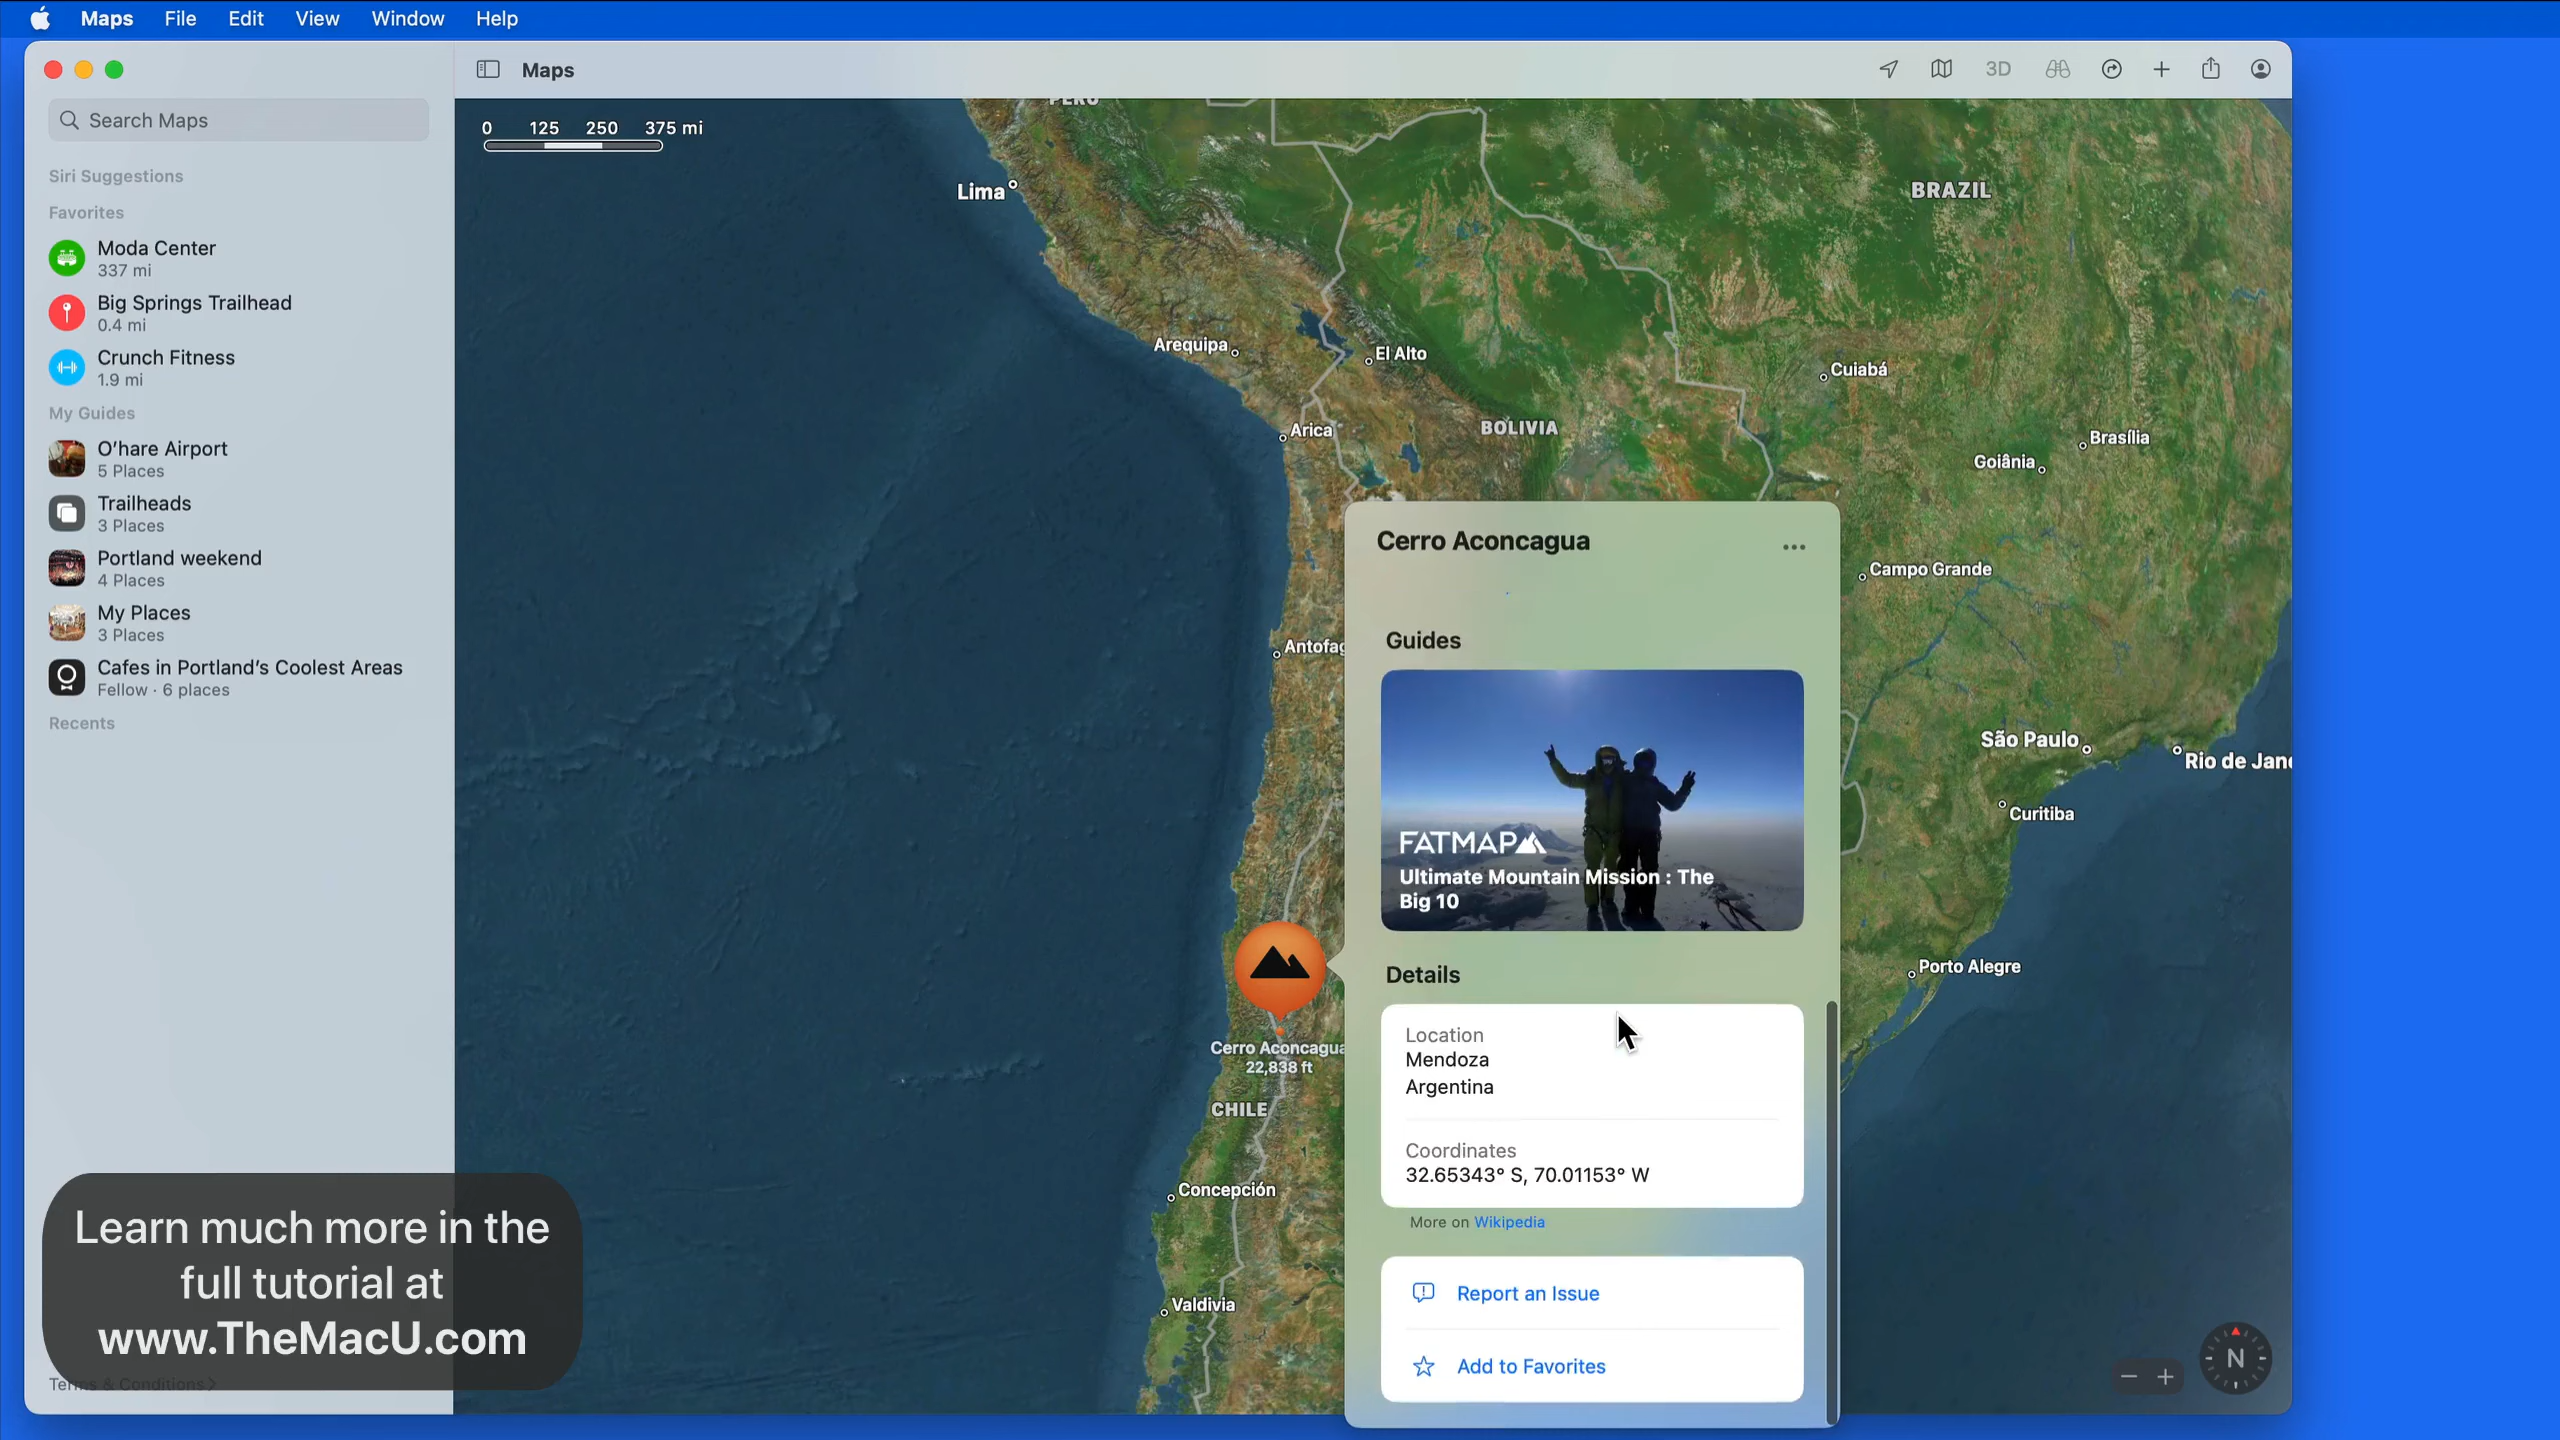 Maps File Edit View Window Help
Maps
3D
Search Maps
Siri Suggestions
Favorites
Moda Center
337 mi
Big Springs Trailhead
0.4 mi
Crunch Fitness
1.9 mi
My Guides
O’hare Airport
5 Places
Trailheads
3 Places
Portland weekend
4 Places
My Places
3 Places
Cafes in Portland’s Coolest Areas
Fellow · 6 places
Recents
Terms & Conditions >
Learn much more in the
full tutorial at
www.TheMacU.com
0 125 250 375 mi
PERU
Lima
BRAZIL
Arequipa
El Alto
Cuiabá
Arica
BOLIVIA
Brasília
Goiânia
Campo Grande
Antofag
São Paulo
Rio de Jan
Curitiba
Porto Alegre
Cerro Aconcagua
22,838 ft
CHILE
Concepción
Valdivia
Cerro Aconcagua
Guides
FATMAP
Ultimate Mountain Mission : The
Big 10
Details
Location
Mendoza
Argentina
Coordinates
32.65343° S, 70.01153° W
More on Wikipedia
Report an Issue
Add to Favorites
N